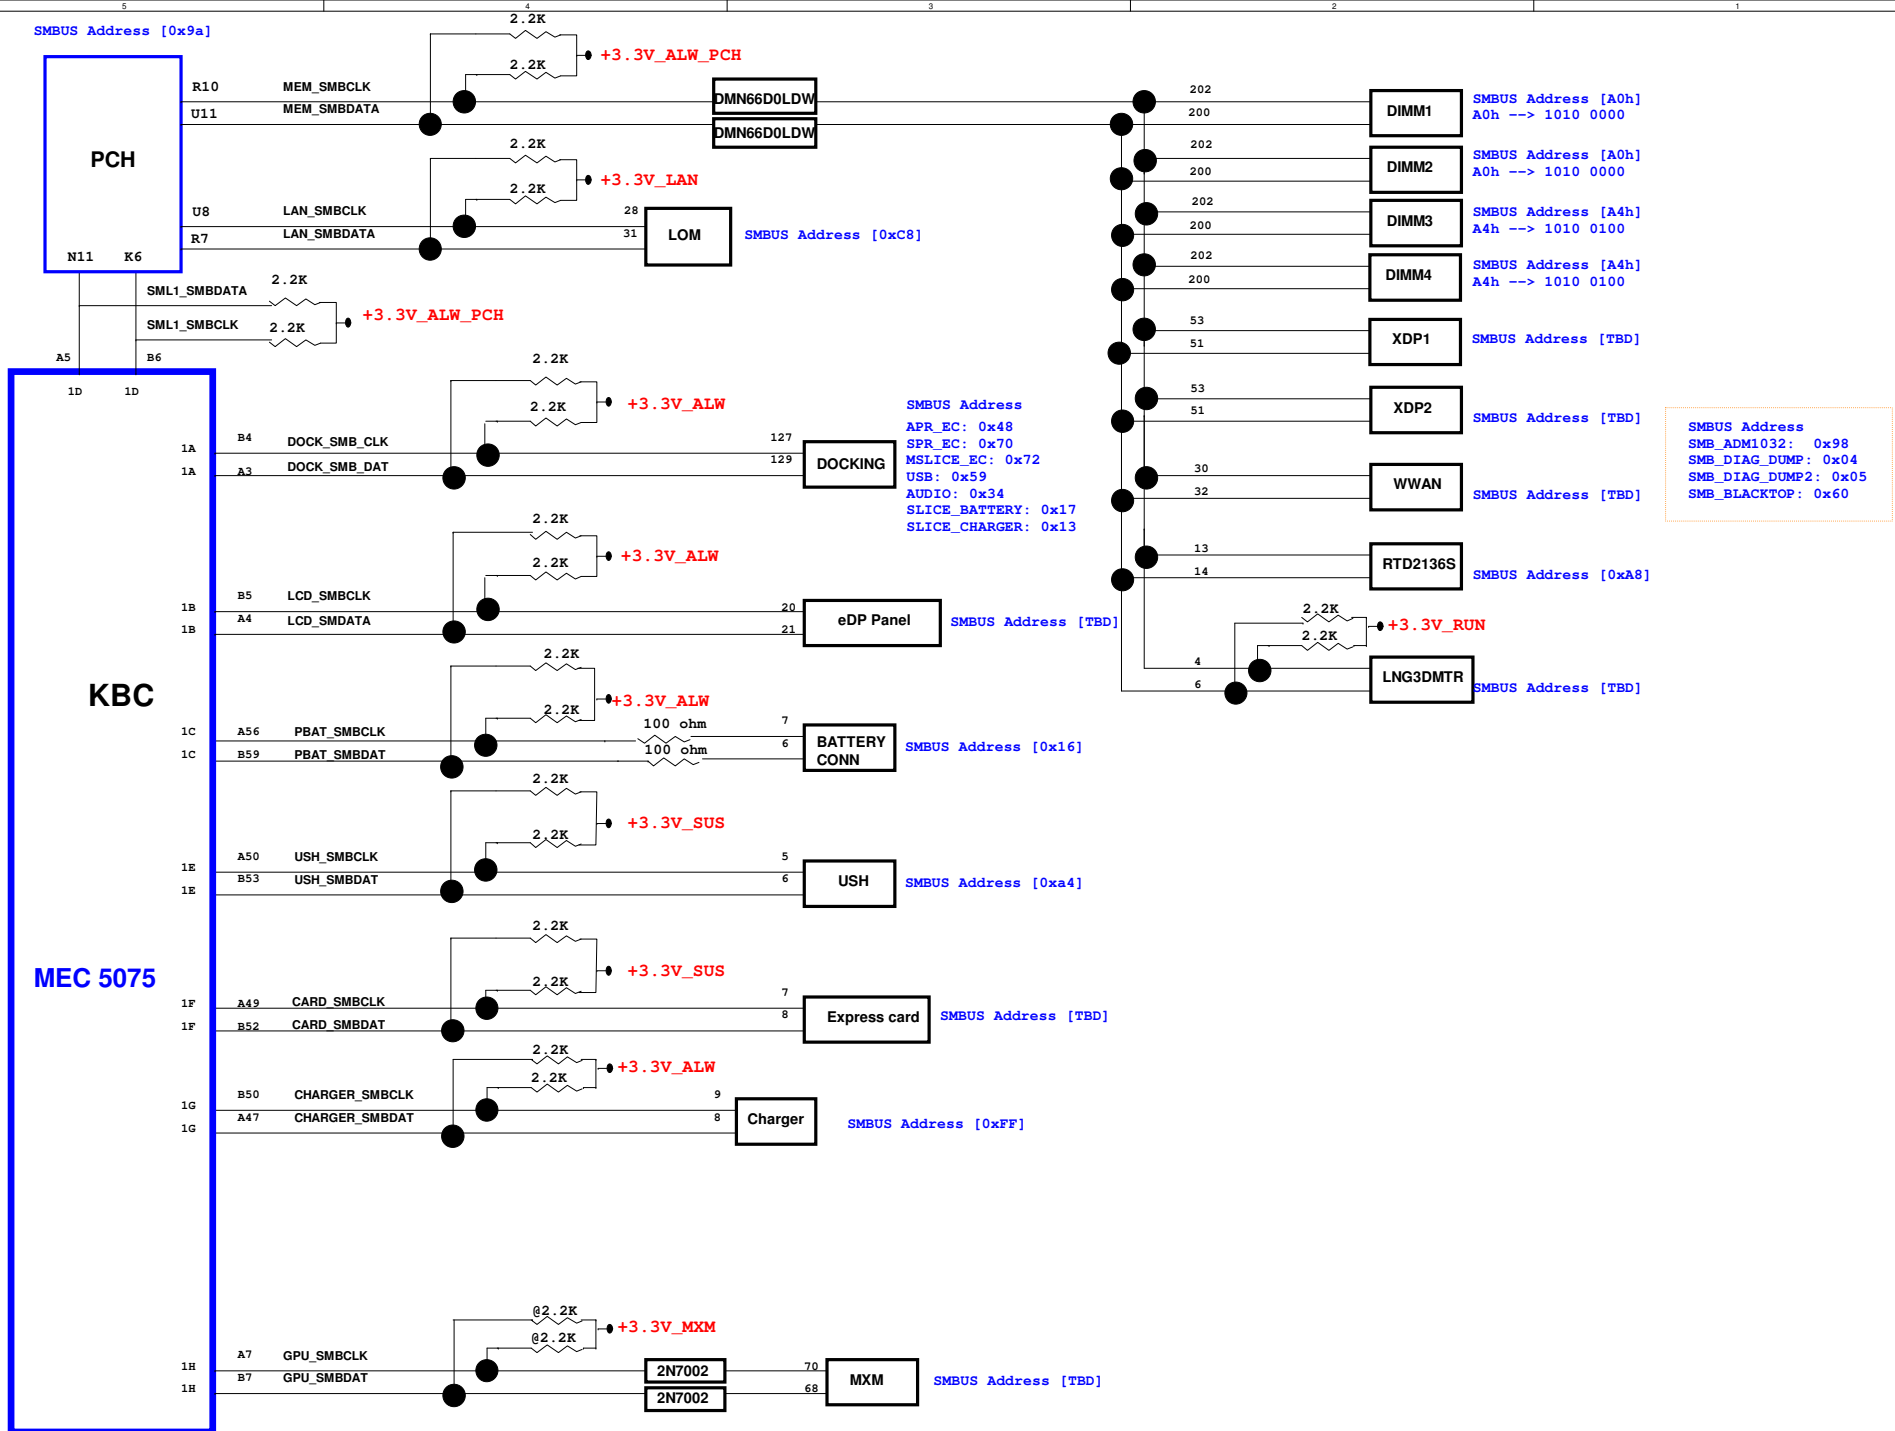 5 4 3 2 1
SMBUS Address [0x9a]
2.2K
+3.3V_ALW_PCH
2.2K
R10 MEM_SMBCLK
U11 MEM_SMBDATA
DMN66D0LDW
DMN66D0LDW
PCH
2.2K
+3.3V_LAN
2.2K
U8 LAN_SMBCLK 28
R7 LAN_SMBDATA 31
LOM
SMBUS Address [0xC8]
N11 K6
SML1_SMBDATA 2.2K
+3.3V_ALW_PCH
SML1_SMBCLK 2.2K
A5 B6
1D 1D
KBC
MEC 5075
2.2K
+3.3V_ALW
2.2K
1A B4 DOCK_SMB_CLK 127
1A A3 DOCK_SMB_DAT 129
DOCKING
SMBUS Address
APR_EC: 0x48
SPR_EC: 0x70
MSLICE_EC: 0x72
USB: 0x59
AUDIO: 0x34
SLICE_BATTERY: 0x17
SLICE_CHARGER: 0x13
2.2K
+3.3V_ALW
2.2K
1B B5 LCD_SMBCLK 20
1B A4 LCD_SMDATA 21
eDP Panel
SMBUS Address [TBD]
2.2K
+3.3V_ALW
2.2K
1C A56 PBAT_SMBCLK 100 ohm 7
1C B59 PBAT_SMBDAT 100 ohm 6
BATTERY
CONN
SMBUS Address [0x16]
2.2K
+3.3V_SUS
2.2K
1E A50 USH_SMBCLK 5
1E B53 USH_SMBDAT 6
USH
SMBUS Address [0xa4]
2.2K
+3.3V_SUS
2.2K
1F A49 CARD_SMBCLK 7
1F B52 CARD_SMBDAT 8
Express card
SMBUS Address [TBD]
2.2K
+3.3V_ALW
2.2K
1G B50 CHARGER_SMBCLK 9
1G A47 CHARGER_SMBDAT 8
Charger
SMBUS Address [0xFF]
@2.2K
+3.3V_MXM
@2.2K
1H A7 GPU_SMBCLK 2N7002 70
1H B7 GPU_SMBDAT 2N7002 68
MXM
SMBUS Address [TBD]
202
200
DIMM1
SMBUS Address [A0h]
A0h --> 1010 0000
202
200
DIMM2
SMBUS Address [A0h]
A0h --> 1010 0000
202
200
DIMM3
SMBUS Address [A4h]
A4h --> 1010 0100
202
200
DIMM4
SMBUS Address [A4h]
A4h --> 1010 0100
53
51
XDP1
SMBUS Address [TBD]
53
51
XDP2
SMBUS Address [TBD]
30
32
WWAN
SMBUS Address [TBD]
13
14
RTD2136S
SMBUS Address [0xA8]
2.2K
+3.3V_RUN
2.2K
4
6
LNG3DMTR
SMBUS Address [TBD]
SMBUS Address
SMB_ADM1032: 0x98
SMB_DIAG_DUMP: 0x04
SMB_DIAG_DUMP2: 0x05
SMB_BLACKTOP: 0x60